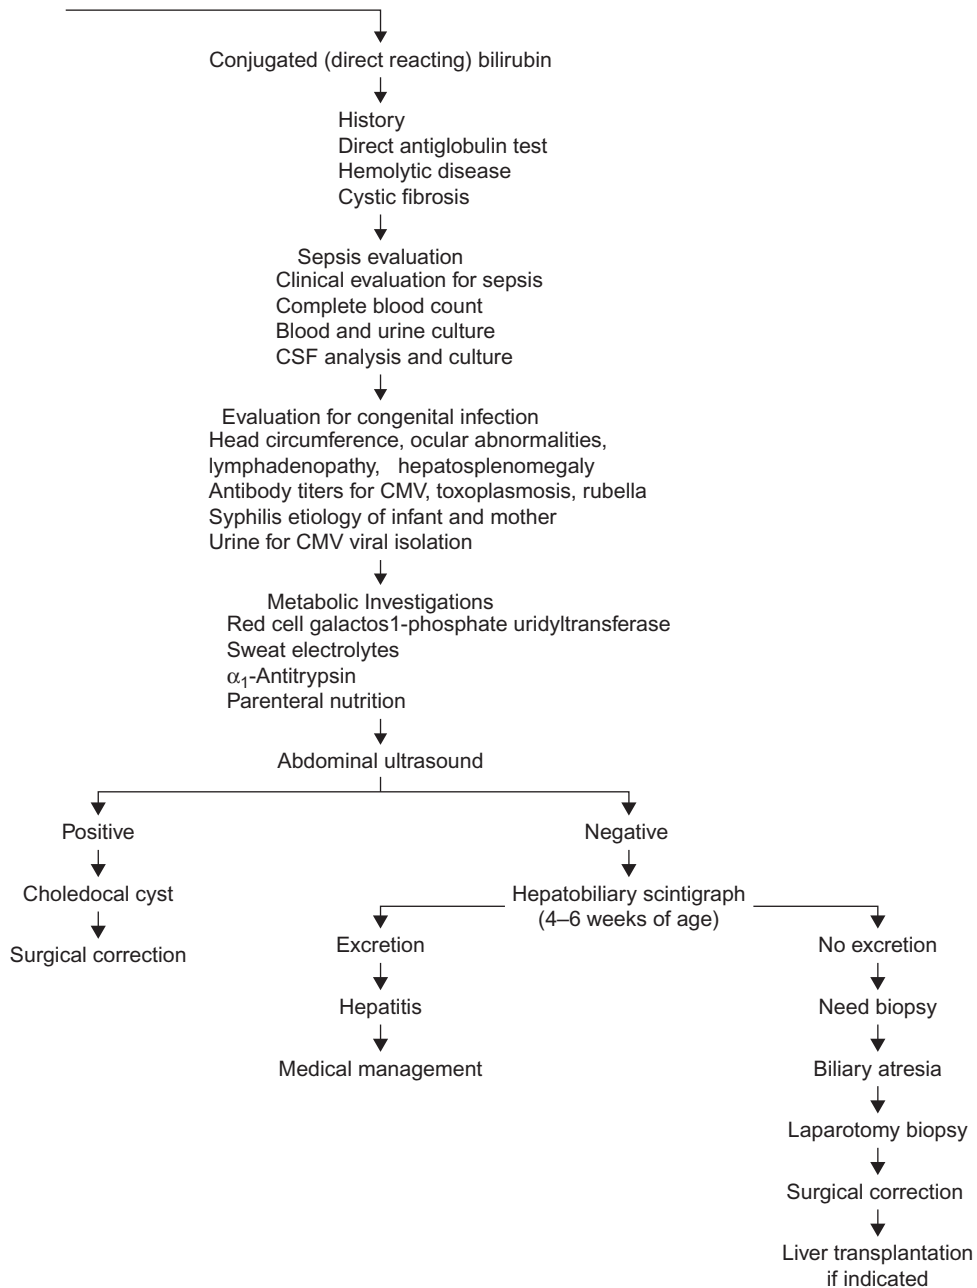 Conjugated (direct reacting) bilirubin
History
Direct antiglobulin test
Hemolytic disease
Cystic fibrosis
Sepsis evaluation
Clinical evaluation for sepsis
Complete blood count
Blood and urine culture
CSF analysis and culture
Evaluation for congenital infection
Head circumference, ocular abnormalities,
lymphadenopathy, hepatosplenomegaly
Antibody titers for CMV, toxoplasmosis, rubella
Syphilis etiology of infant and mother
Urine for CMV viral isolation
Metabolic Investigations
Red cell galactos1-phosphate uridyltransferase
Sweat electrolytes
α₁-Antitrypsin
Parenteral nutrition
Abdominal ultrasound
Positive
Choledocal cyst
Surgical correction
Negative
Hepatobiliary scintigraph
(4–6 weeks of age)
Excretion
Hepatitis
Medical management
No excretion
Need biopsy
Biliary atresia
Laparotomy biopsy
Surgical correction
Liver transplantation
if indicated